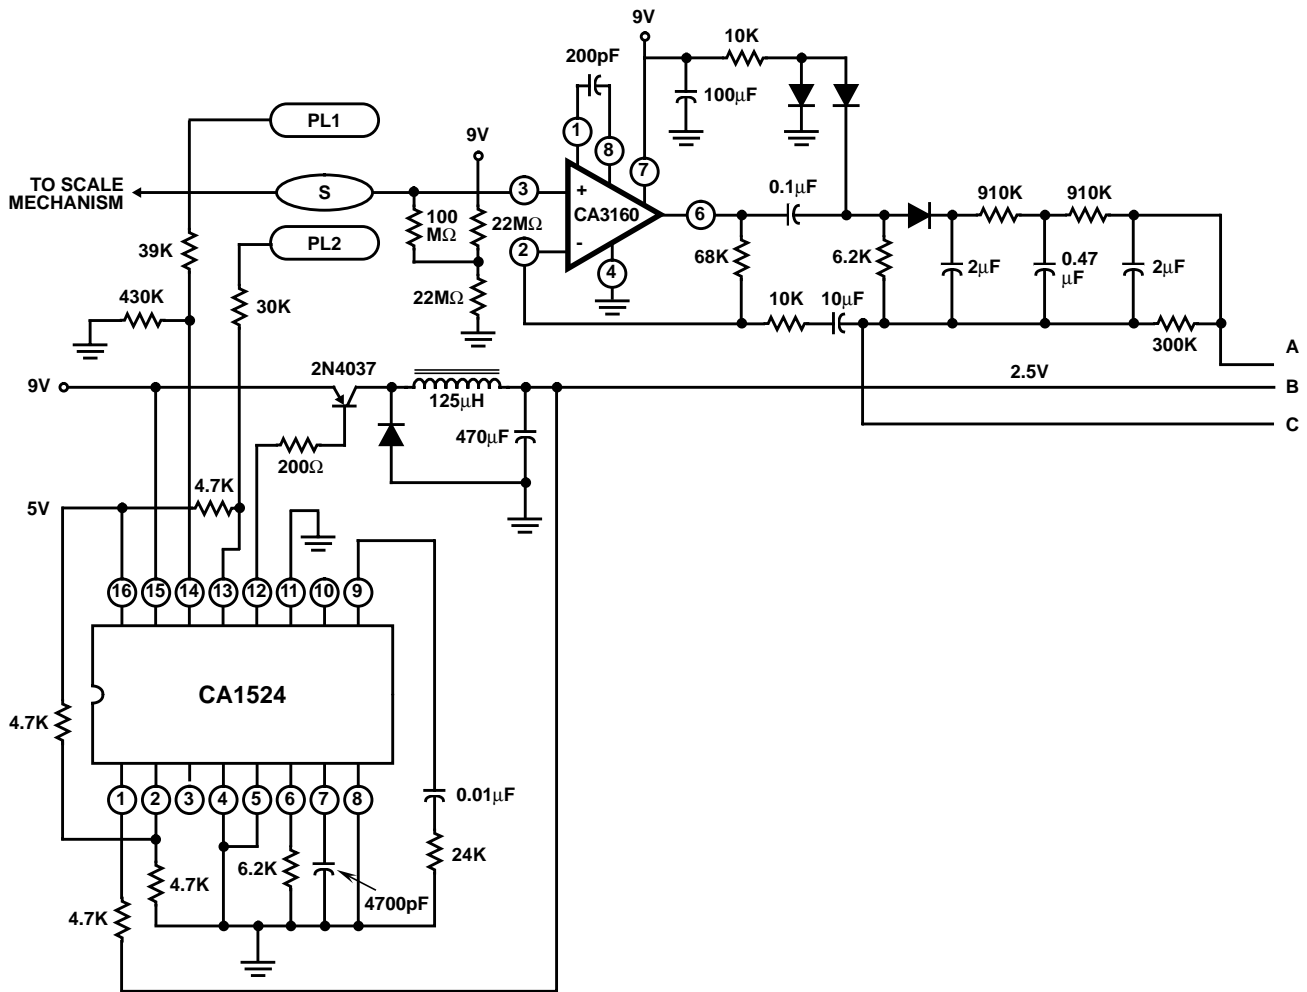 9V
10K
200pF
100µF
PL1
1
8
7
9V
TO SCALE
MECHANISM
S
3
+
CA3160
6
0.1µF
910K
910K
100
MΩ
22MΩ
PL2
2
-
39K
4
68K
6.2K
2µF
0.47
µF
2µF
430K
30K
22MΩ
10K
10µF
300K
A
9V
2N4037
125µH
2.5V
B
470µF
C
200Ω
4.7K
5V
16
15
14
13
12
11
10
9
CA1524
4.7K
1
2
3
4
5
6
7
8
0.01µF
24K
6.2K
4.7K
4700pF
4.7K